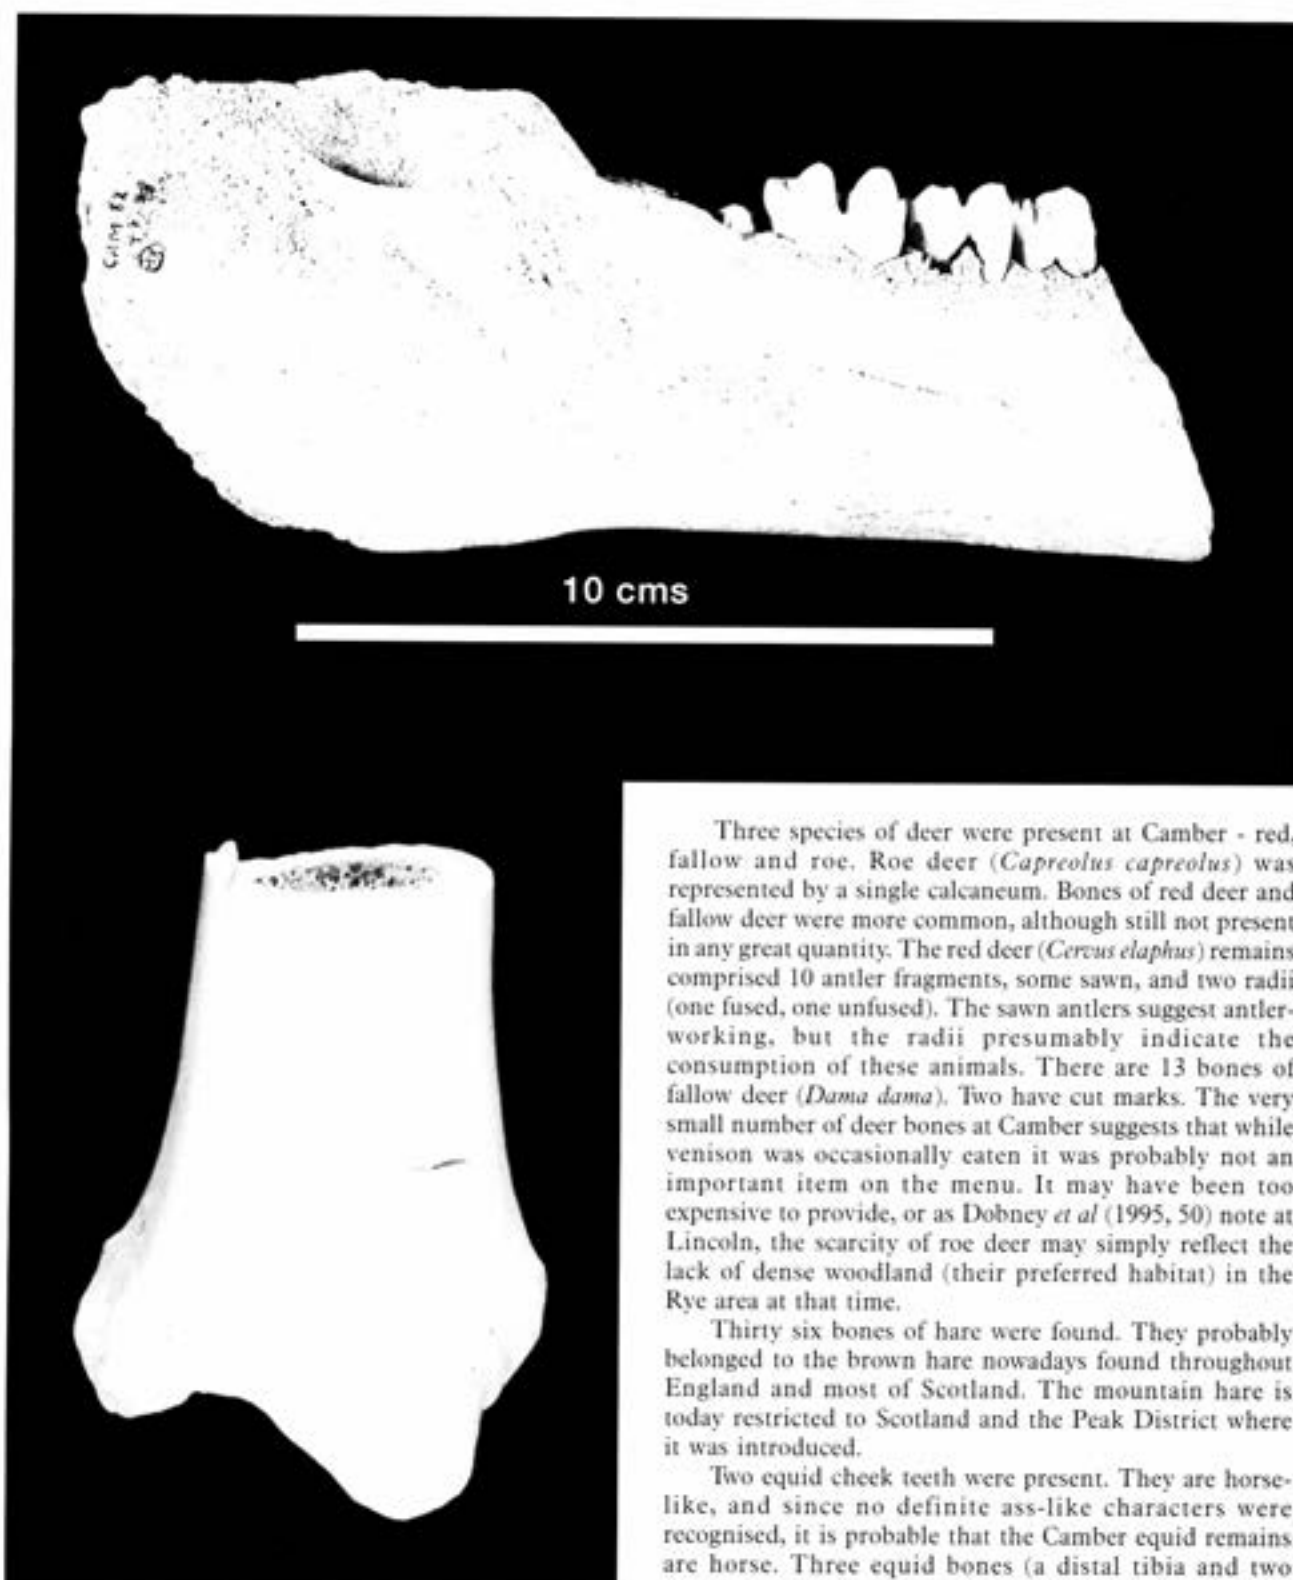 CAM 82
10 cms
Three species of deer were present at Camber - red,
fallow and roe. Roe deer (Capreolus capreolus) was
represented by a single calcaneum. Bones of red deer and
fallow deer were more common, although still not present
in any great quantity. The red deer (Cervus elaphus) remains
comprised 10 antler fragments, some sawn, and two radii
(one fused, one unfused). The sawn antlers suggest antler-
working, but the radii presumably indicate the
consumption of these animals. There are 13 bones of
fallow deer (Dama dama). Two have cut marks. The very
small number of deer bones at Camber suggests that while
venison was occasionally eaten it was probably not an
important item on the menu. It may have been too
expensive to provide, or as Dobney et al (1995, 50) note at
Lincoln, the scarcity of roe deer may simply reflect the
lack of dense woodland (their preferred habitat) in the
Rye area at that time.
Thirty six bones of hare were found. They probably
belonged to the brown hare nowadays found throughout
England and most of Scotland. The mountain hare is
today restricted to Scotland and the Peak District where
it was introduced.
Two equid cheek teeth were present. They are horse-
like, and since no definite ass-like characters were
recognised, it is probable that the Camber equid remains
are horse. Three equid bones (a distal tibia and two